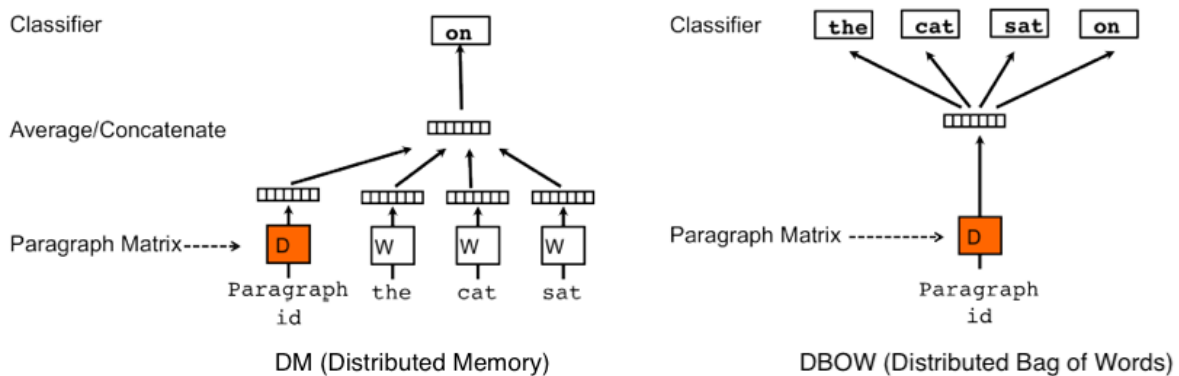 Classifier
on
Average/Concatenate
Paragraph Matrix
D W W W
Paragraph the cat sat
id
DM (Distributed Memory)
Classifier
the cat sat on
Paragraph Matrix
D
Paragraph
id
DBOW (Distributed Bag of Words)